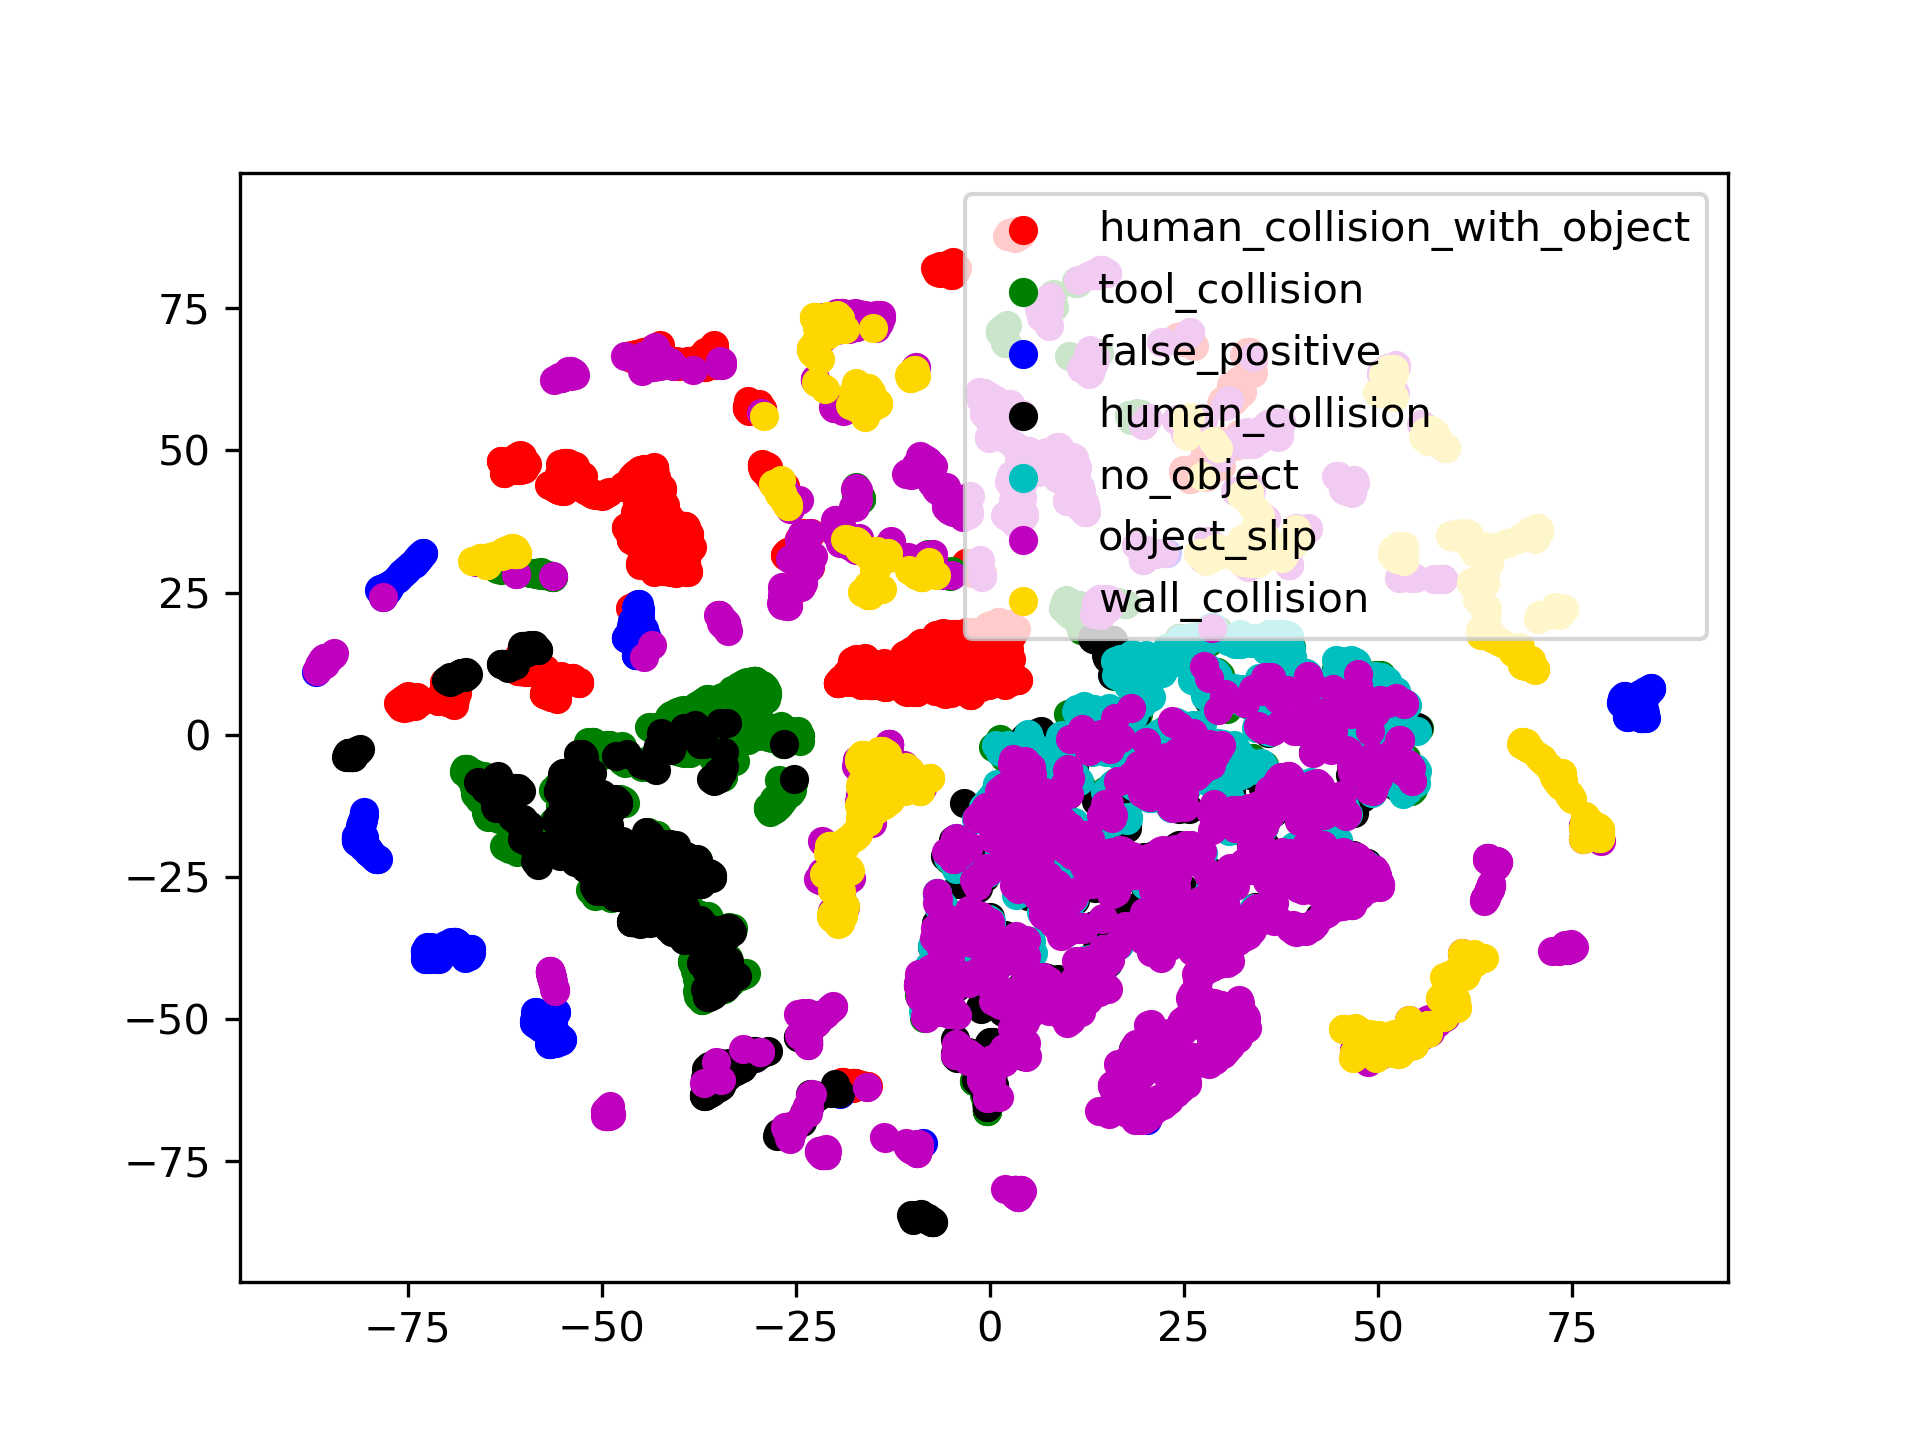 human_collision_with_object
tool_collision
false_positive
human_collision
no_object
object_slip
wall_collision
75
50
25
0
−25
−50
−75
−75 −50 −25 0 25 50 75